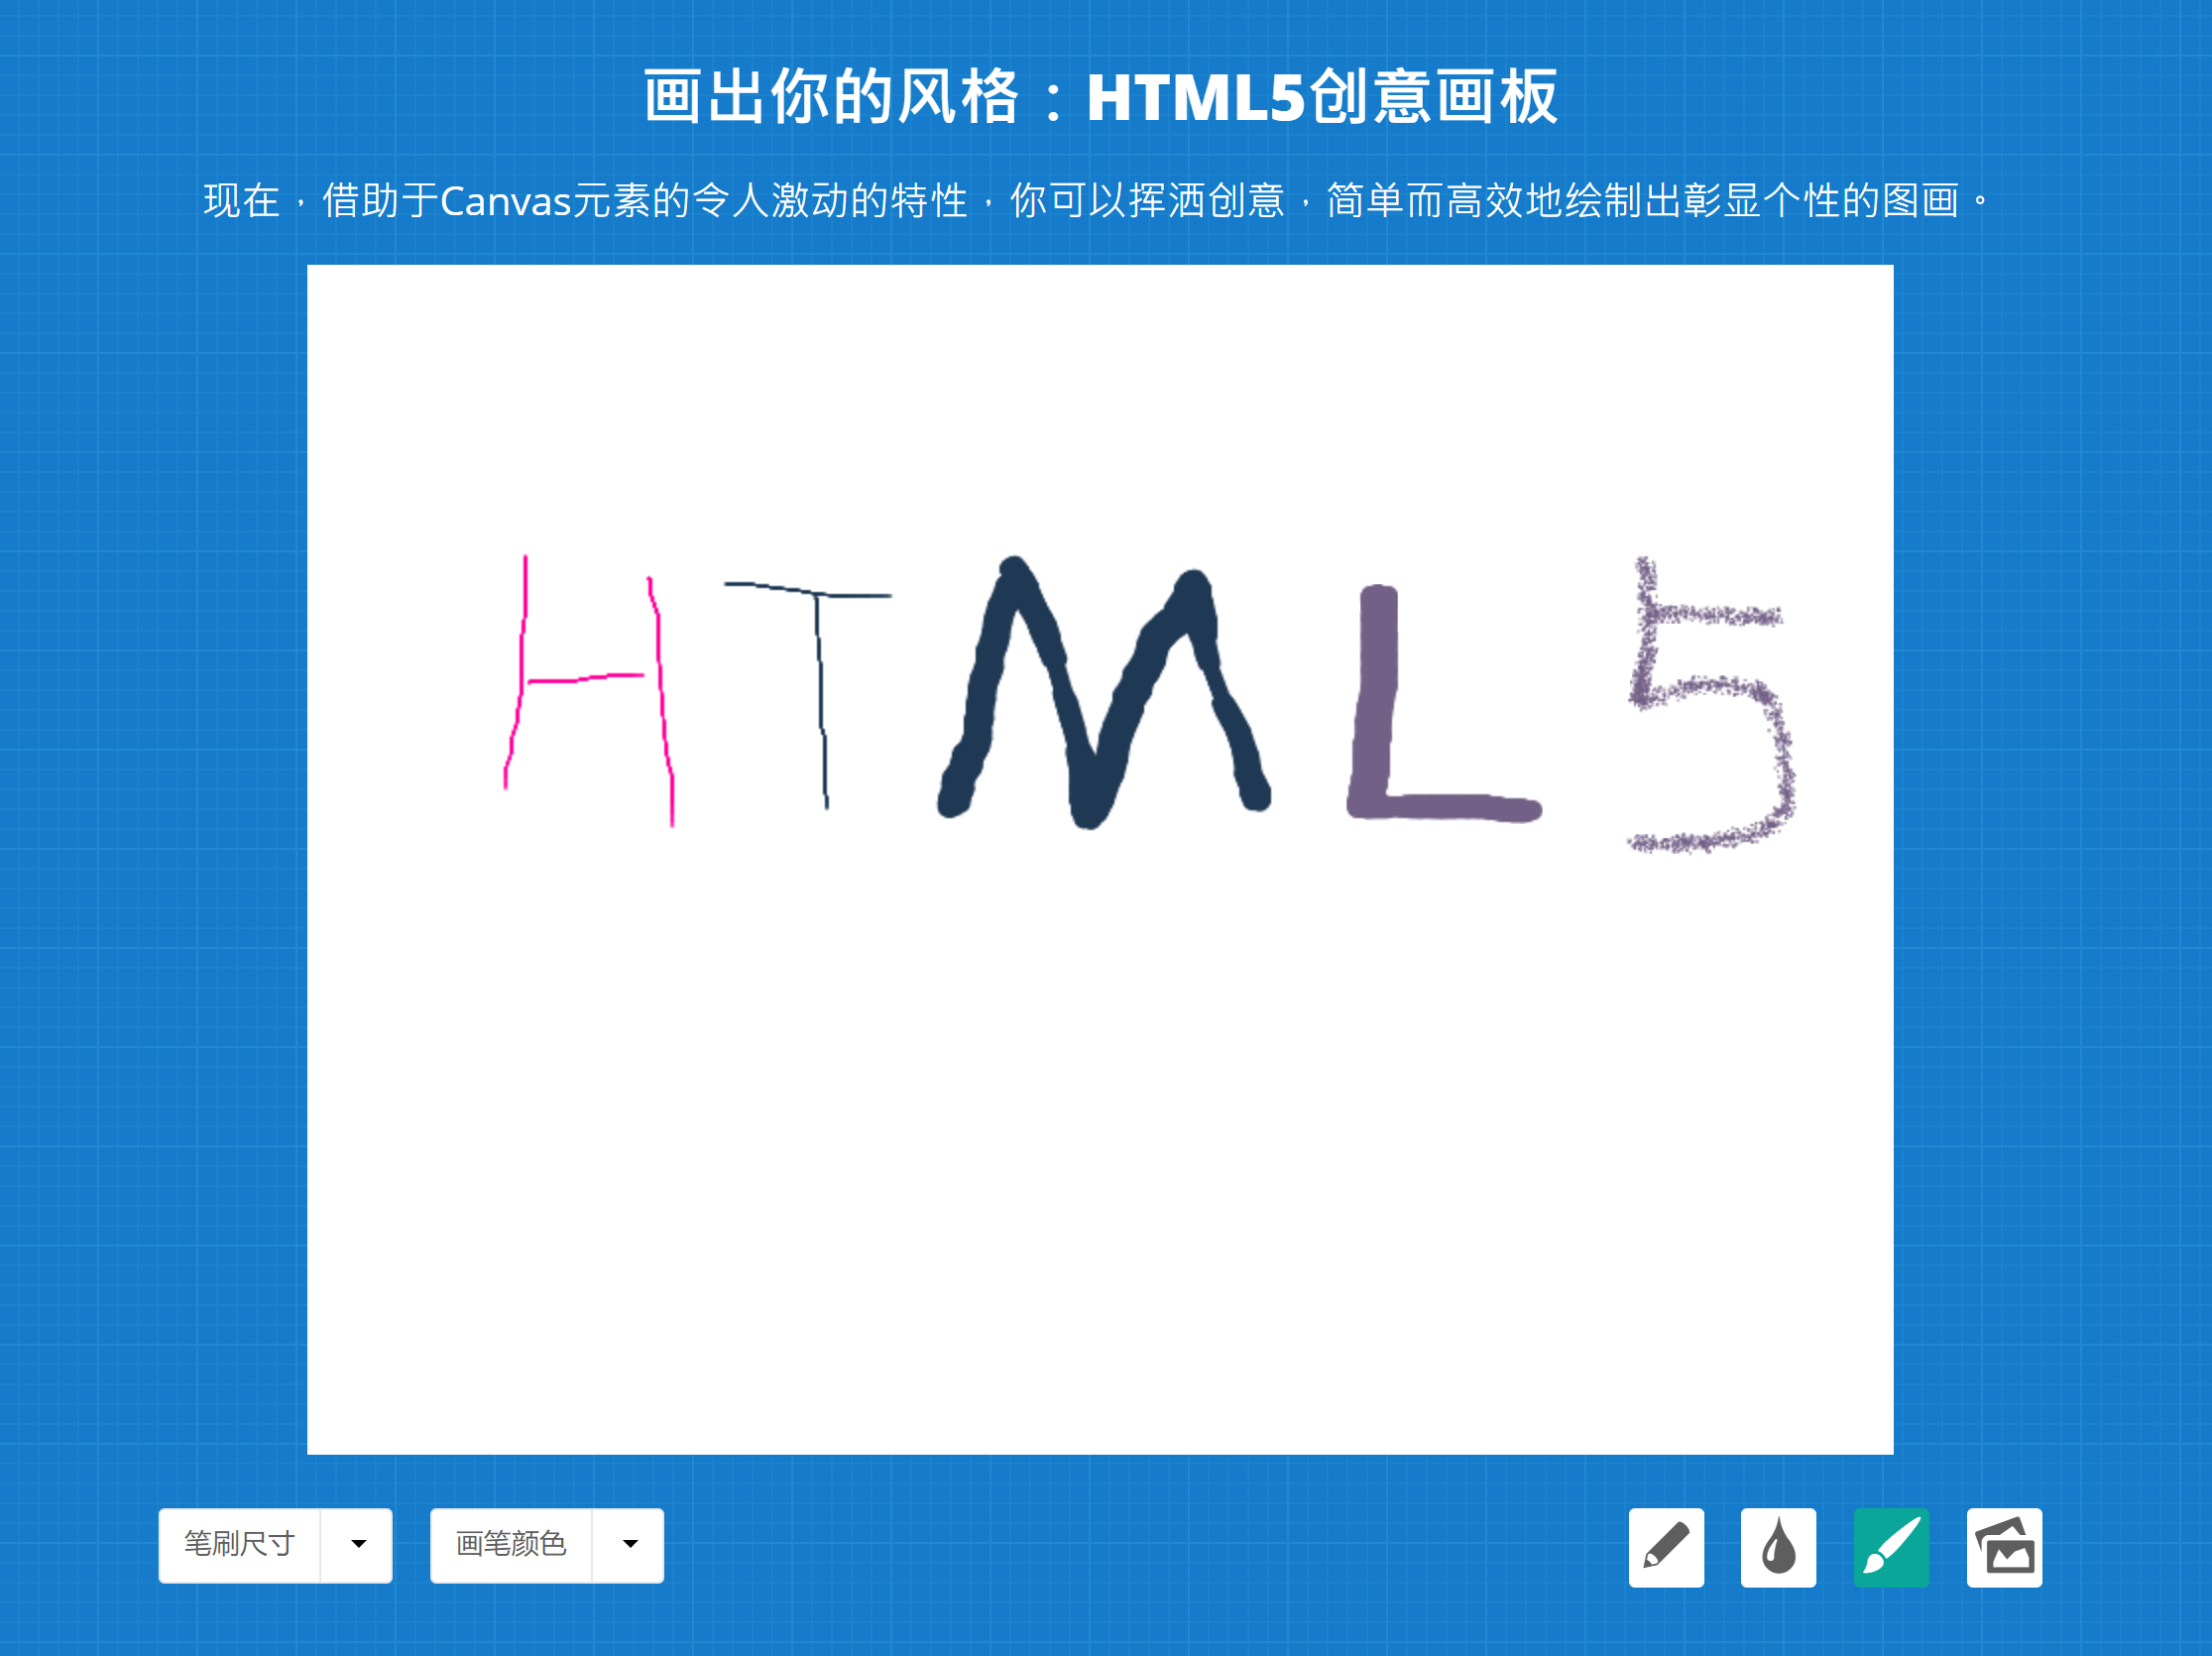 画出你的风格：HTML5创意画板
现在，借助于Canvas元素的令人激动的特性，你可以挥洒创意，简单而高效地绘制出彰显个性的图画。
HTML5
笔刷尺寸
画笔颜色